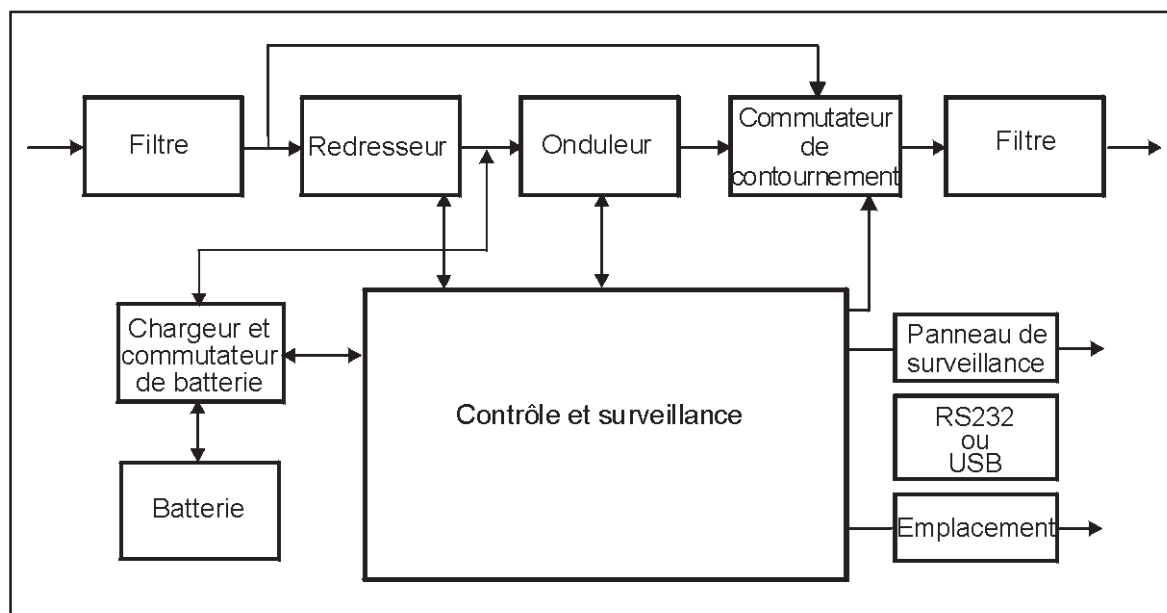 Filtre
Redresseur
Onduleur
Commutateur
de
contournement
Filtre
Chargeur et
commutateur
de batterie
Contrôle et surveillance
Panneau de
surveillance
RS232
ou
USB
Batterie
Emplacement